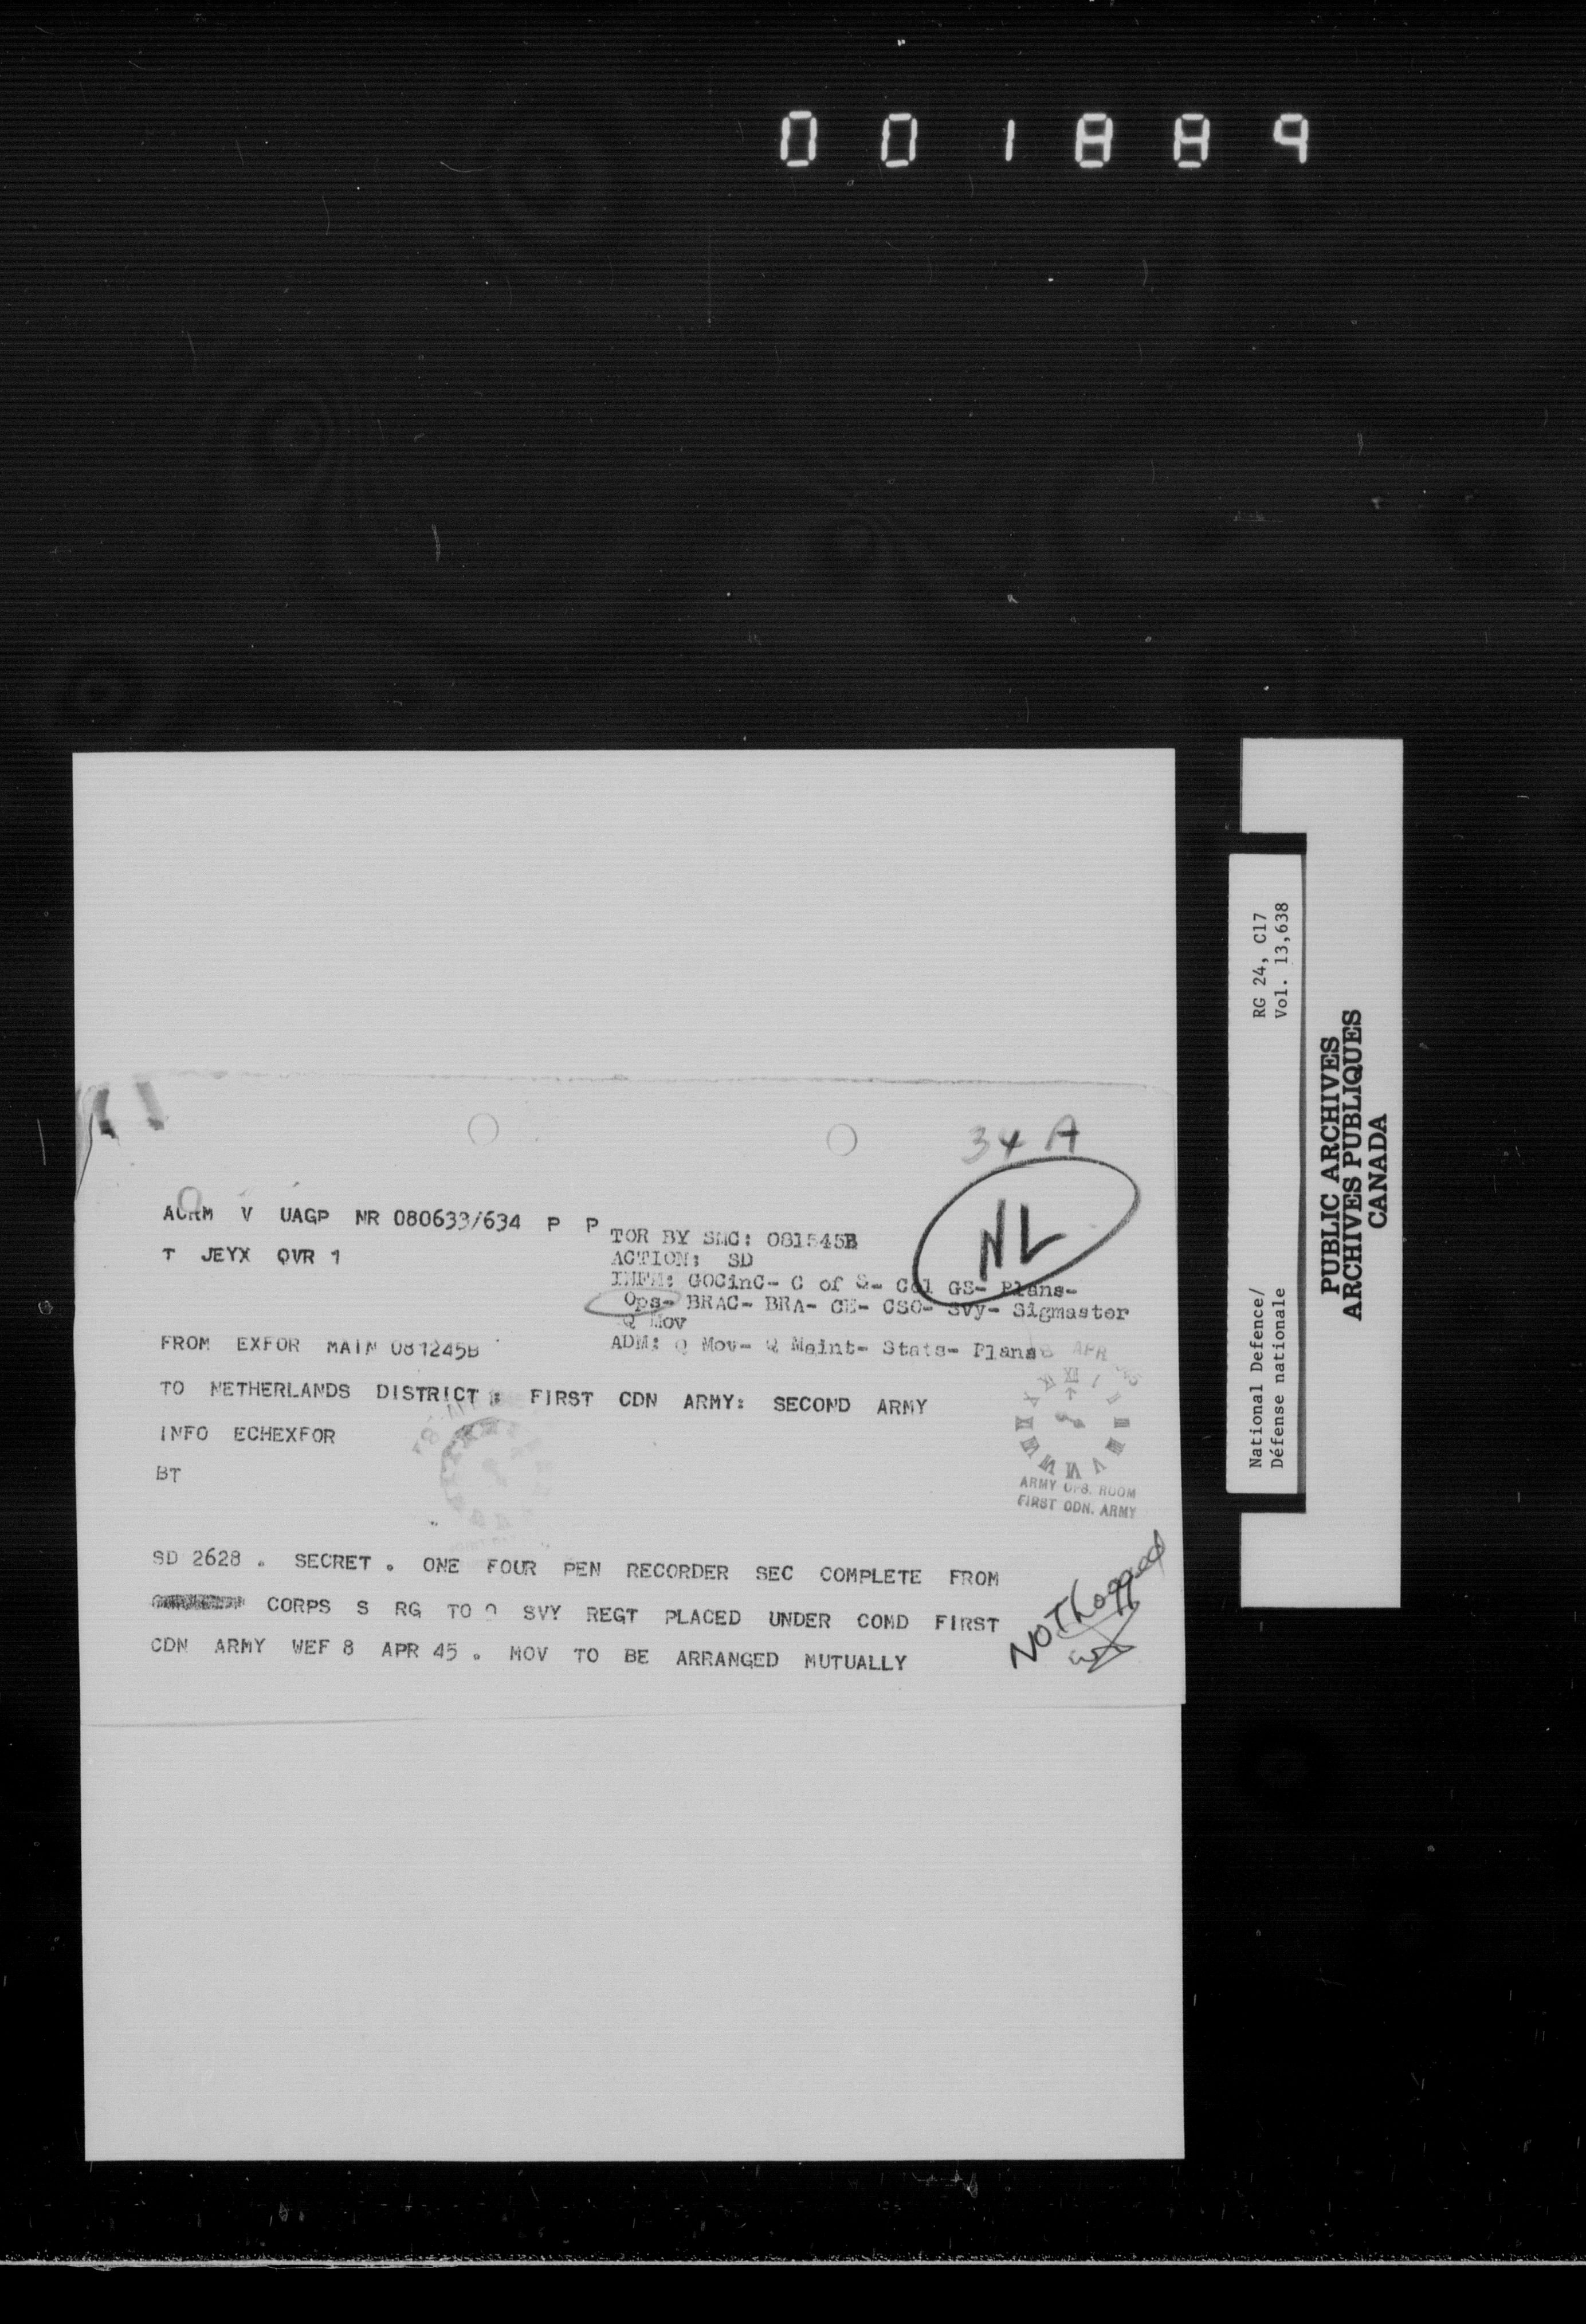 001889
34 A
NL
AORM V UAGP NR 080633/634 P P
T JEYX QVR 1
TOR BY SMC: 081545B
ACTION: SD
INFM: GOCinC- C of S- Col GS- Plans-
Ops- BRAC- BRA- CE- CSO- Svy- Sigmaster
Q Mov
ADM: Q Mov- Q Maint- Stats- Plans
FROM EXFOR MAIN 081245B
TO NETHERLANDS DISTRICT: FIRST CDN ARMY: SECOND ARMY
INFO ECHEXFOR
BT
APR
ARMY OPS. ROOM
FIRST CDN. ARMY
SD 2628 . SECRET . ONE FOUR PEN RECORDER SEC COMPLETE FROM
CORPS S RG TO SVY REGT PLACED UNDER COMD FIRST
CDN ARMY WEF 8 APR 45 . MOV TO BE ARRANGED MUTUALLY
NOT Logged
RG 24, C17
Vol. 13,638
National Defence/
Défense nationale
PUBLIC ARCHIVES
ARCHIVES PUBLIQUES
CANADA